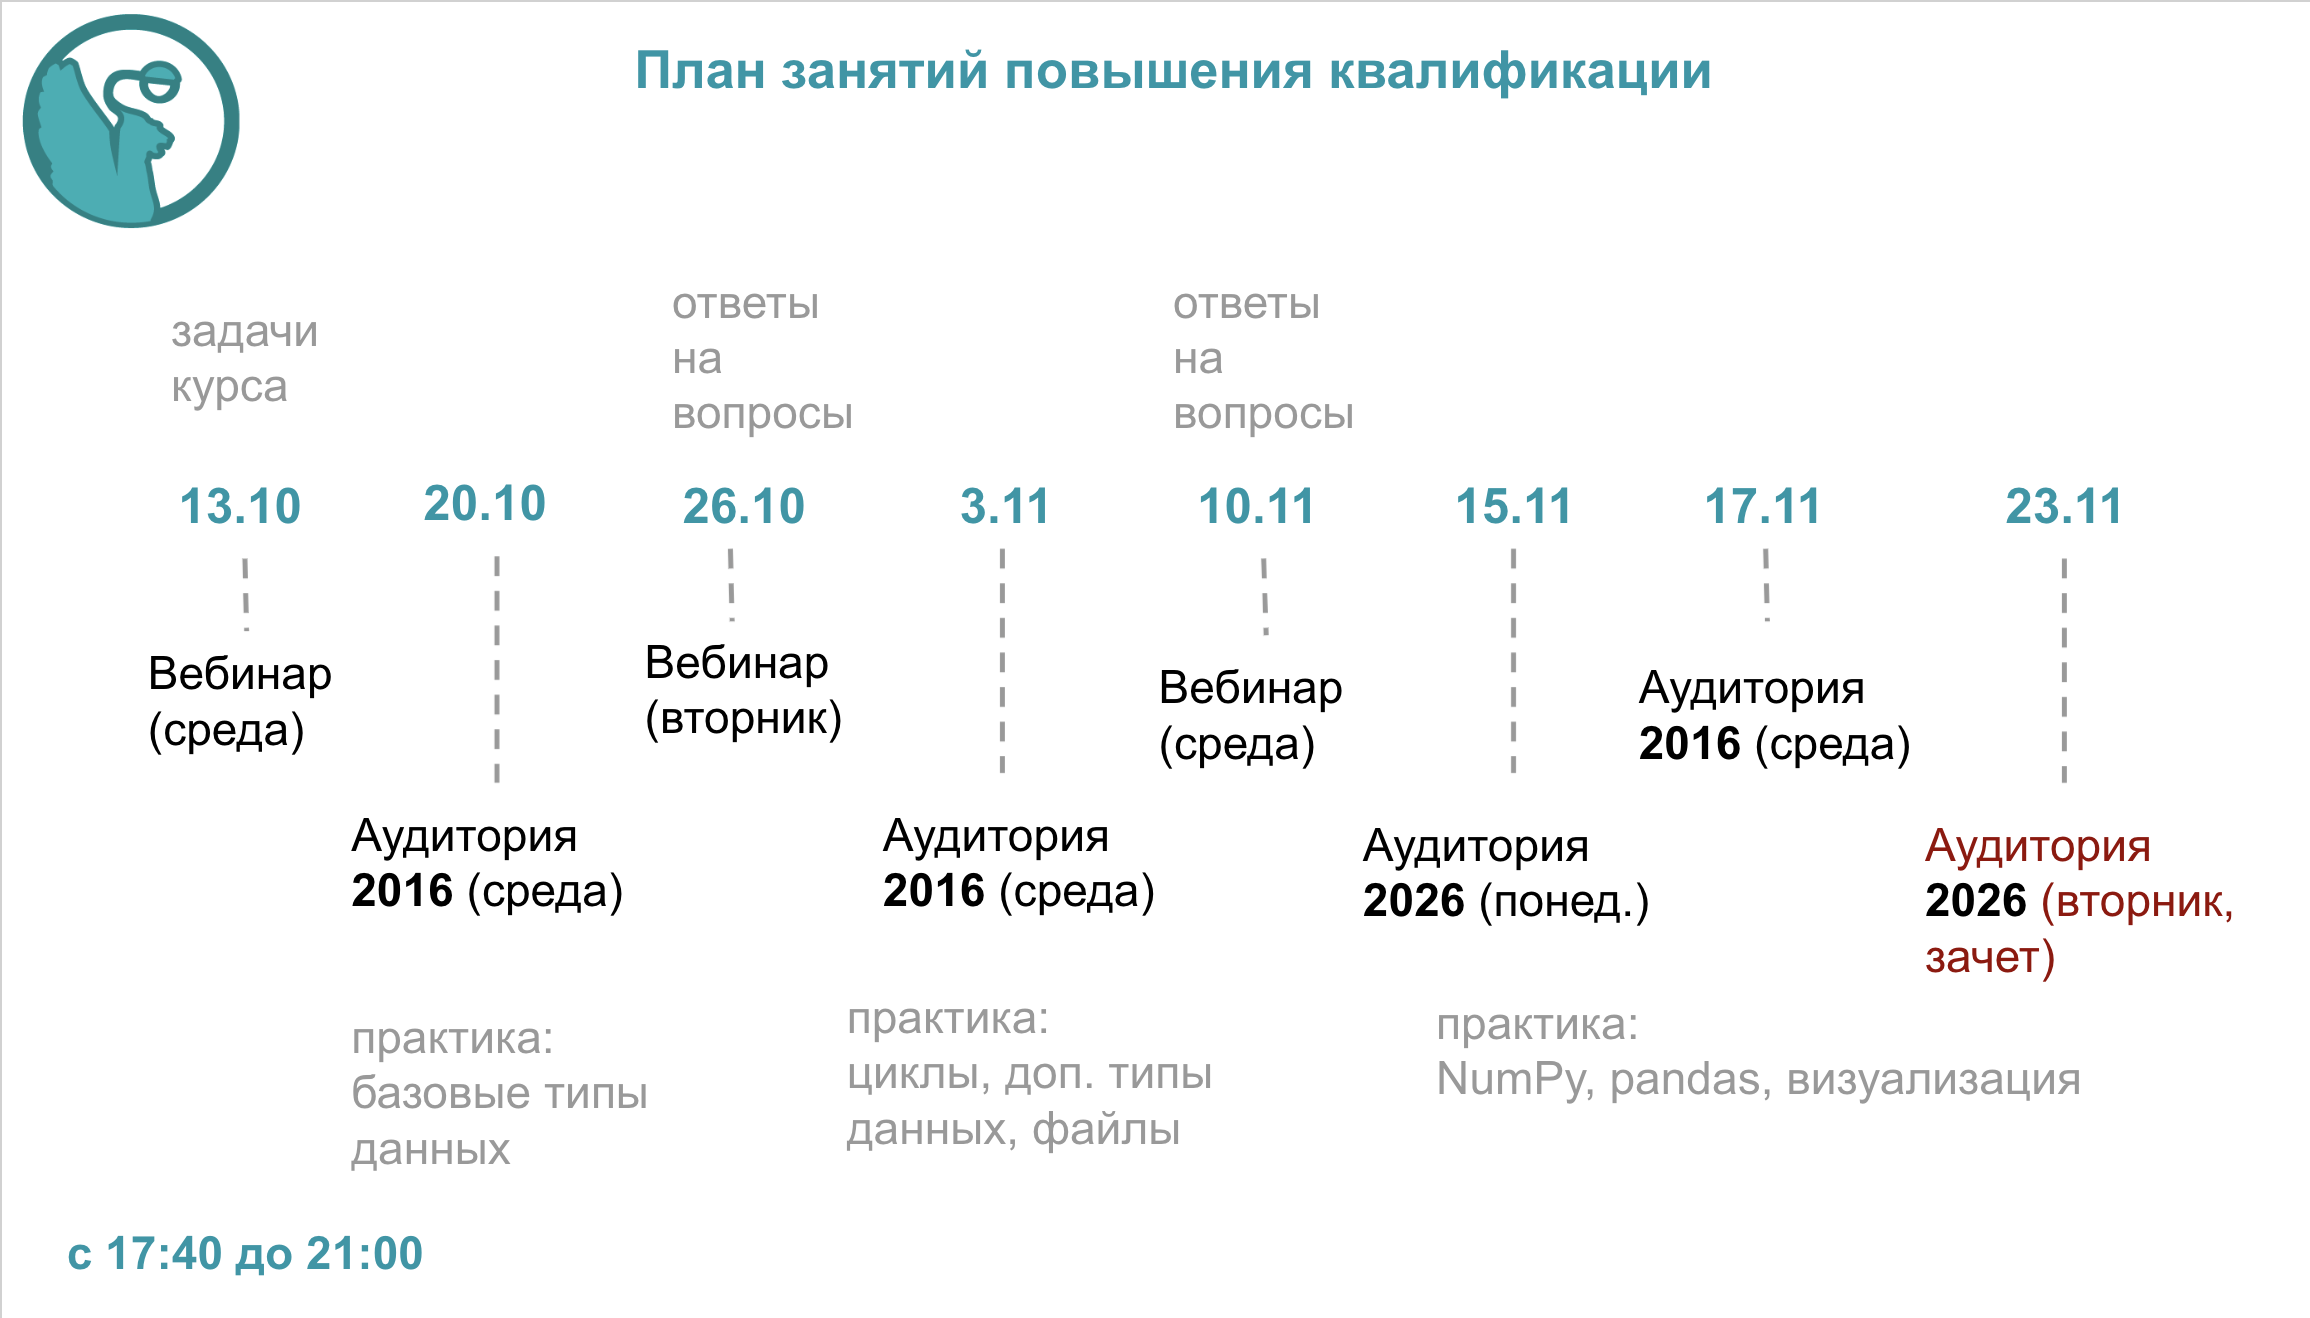 План занятий повышения квалификации
задачи
курса
ответы
на
вопросы
ответы
на
вопросы
13.10
20.10
26.10
3.11
10.11
15.11
17.11
23.11
Вебинар
(среда)
Аудитория
2016 (среда)
Вебинар
(вторник)
Аудитория
2016 (среда)
Вебинар
(среда)
Аудитория
2026 (понед.)
Аудитория
2016 (среда)
Аудитория
2026 (вторник,
зачет)
практика:
базовые типы
данных
практика:
циклы, доп. типы
данных, файлы
практика:
NumPy, pandas, визуализация
с 17:40 до 21:00